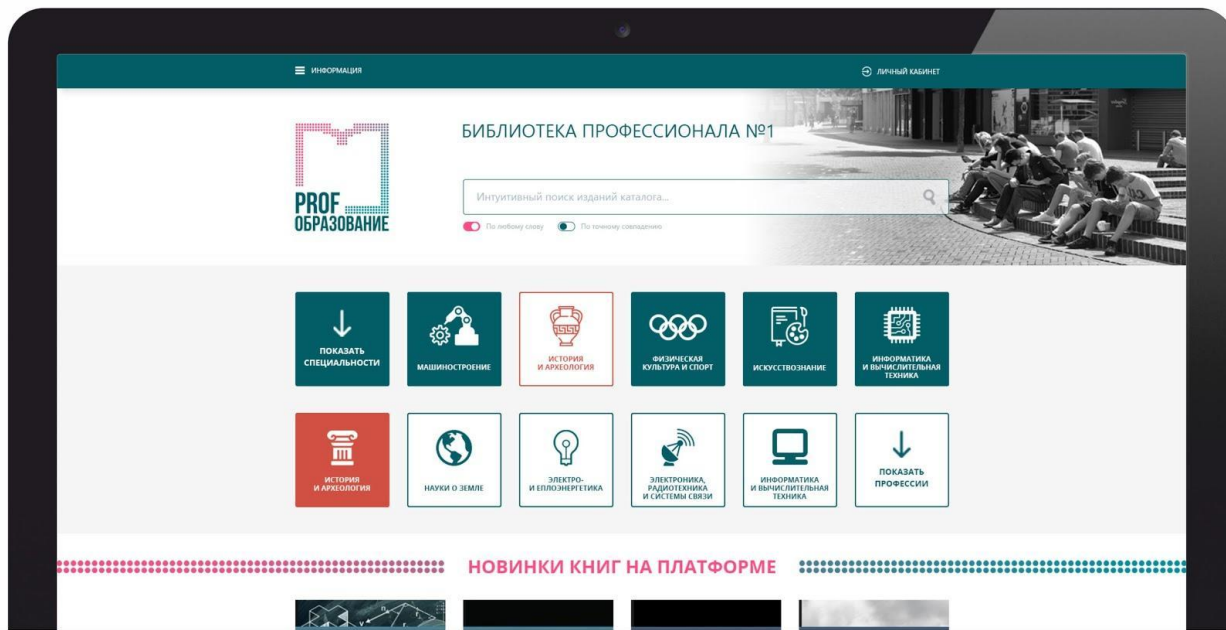 ИНФОРМАЦИЯ
ЛИЧНЫЙ КАБИНЕТ
БИБЛИОТЕКА ПРОФЕССИОНАЛА №1
PROF
ОБРАЗОВАНИЕ
Интуитивный поиск изданий каталога...
По любому слову
По точному совпадению
ПОКАЗАТЬ
СПЕЦИАЛЬНОСТИ
МАШИНОСТРОЕНИЕ
ИСТОРИЯ
И АРХЕОЛОГИЯ
ФИЗИЧЕСКАЯ
КУЛЬТУРА И СПОРТ
ИСКУССТВОЗНАНИЕ
ИНФОРМАТИКА
И ВЫЧИСЛИТЕЛЬНАЯ
ТЕХНИКА
ИСТОРИЯ
И АРХЕОЛОГИЯ
НАУКИ О ЗЕМЛЕ
ЭЛЕКТРО-
И ЕПЛОЭНЕРГЕТИКА
ЭЛЕКТРОНИКА,
РАДИОТЕХНИКА
И СИСТЕМЫ СВЯЗИ
ИНФОРМАТИКА
И ВЫЧИСЛИТЕЛЬНАЯ
ТЕХНИКА
ПОКАЗАТЬ
ПРОФЕССИИ
НОВИНКИ КНИГ НА ПЛАТФОРМЕ